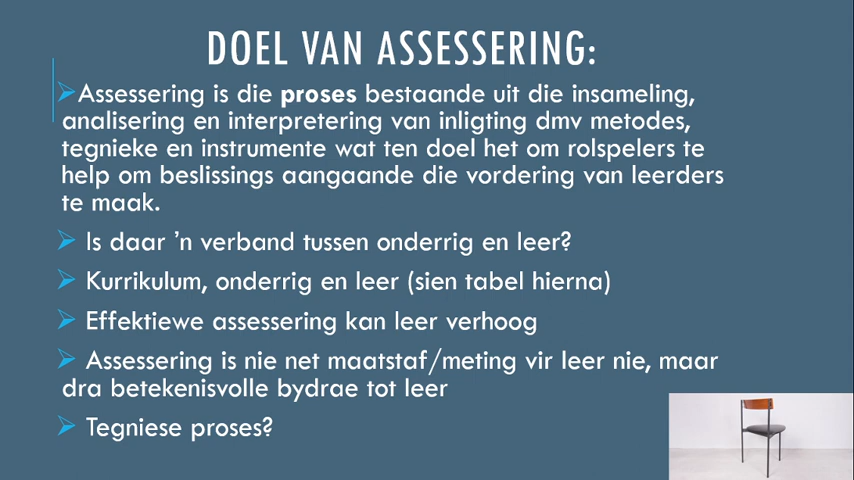 DOEL VAN ASSESSERING:
Assessering is die proses bestaande uit die insameling,
analisering en interpretering van inligting dmv metodes,
tegnieke en instrumente wat ten doel het om rolspelers te
help om beslissings aangaande die vordering van leerders
te maak.
Is daar 'n verband tussen onderrig en leer?
Kurrikulum, onderrig en leer (sien tabel hierna)
Effektiewe assessering kan leer verhoog
Assessering is nie net maatstaf/meting vir leer nie, maar
dra betekenisvolle bydrae tot leer
Tegniese proses?